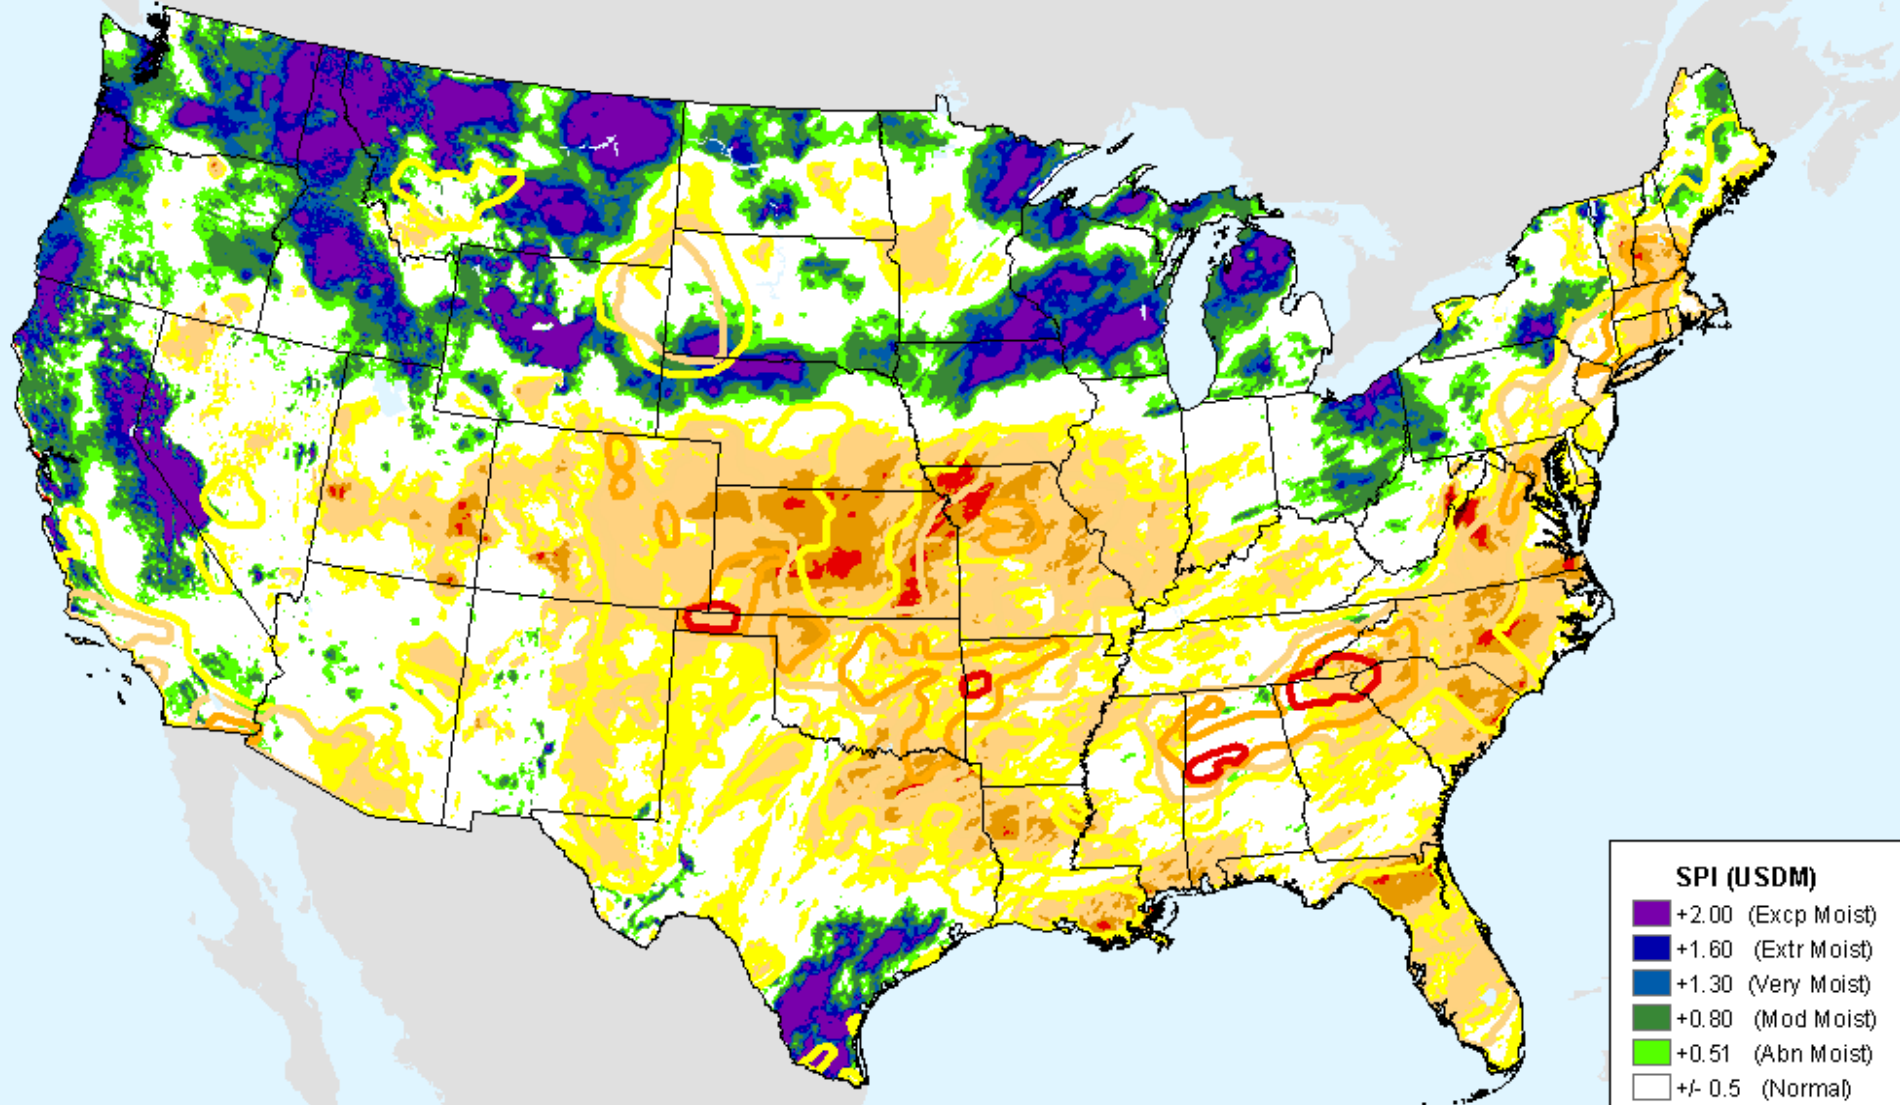 SPI (USDM)
+2.00 (Excp Moist)
+1.60 (Extr Moist)
+1.30 (Very Moist)
+0.80 (Mod Moist)
+0.51 (Abn Moist)
+/- 0.5 (Normal)